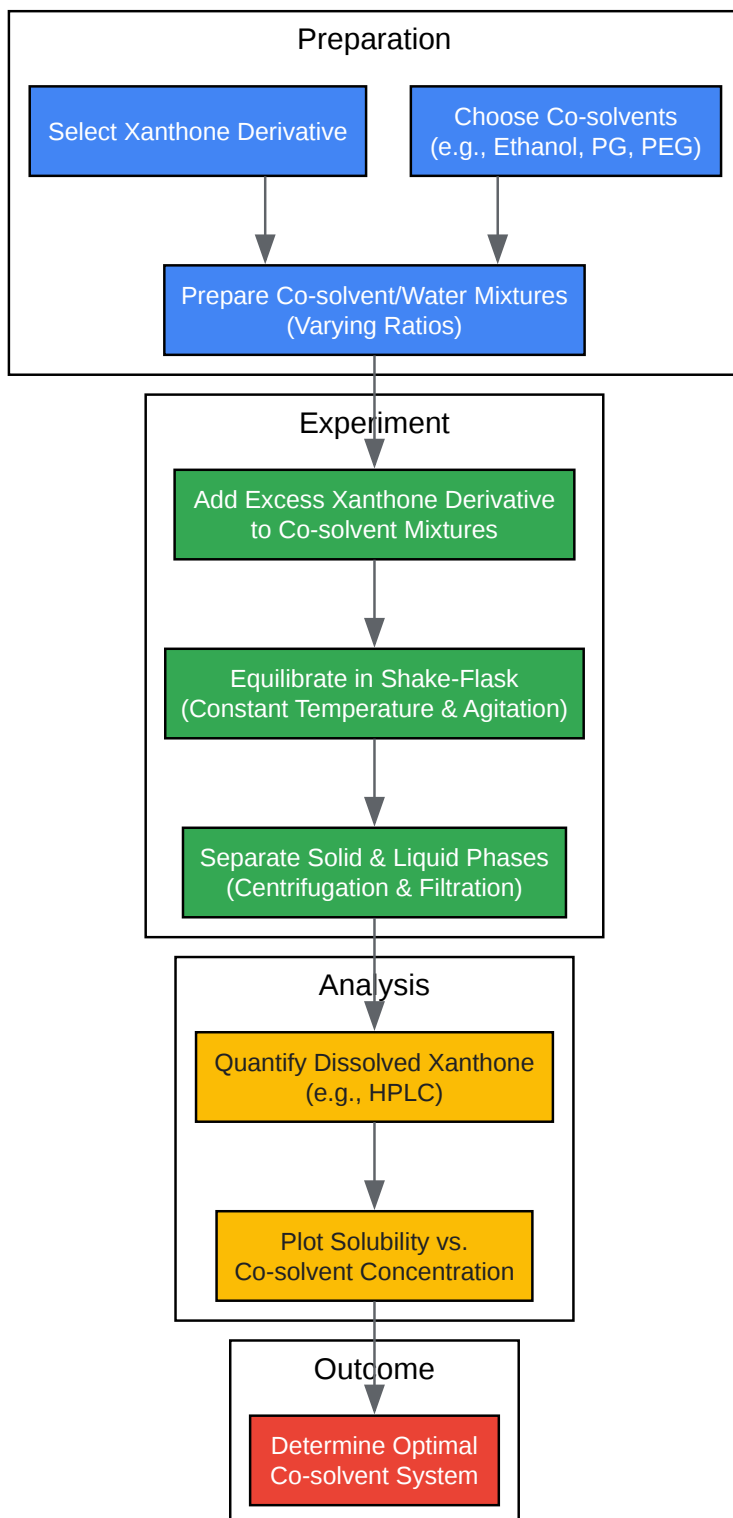 Preparation
Select Xanthone Derivative
Choose Co-solvents
(e.g., Ethanol, PG, PEG)
Prepare Co-solvent/Water Mixtures
(Varying Ratios)
Experiment
Add Excess Xanthone Derivative
to Co-solvent Mixtures
Equilibrate in Shake-Flask
(Constant Temperature & Agitation)
Separate Solid & Liquid Phases
(Centrifugation & Filtration)
Analysis
Quantify Dissolved Xanthone
(e.g., HPLC)
Plot Solubility vs.
Co-solvent Concentration
Outcome
Determine Optimal
Co-solvent System